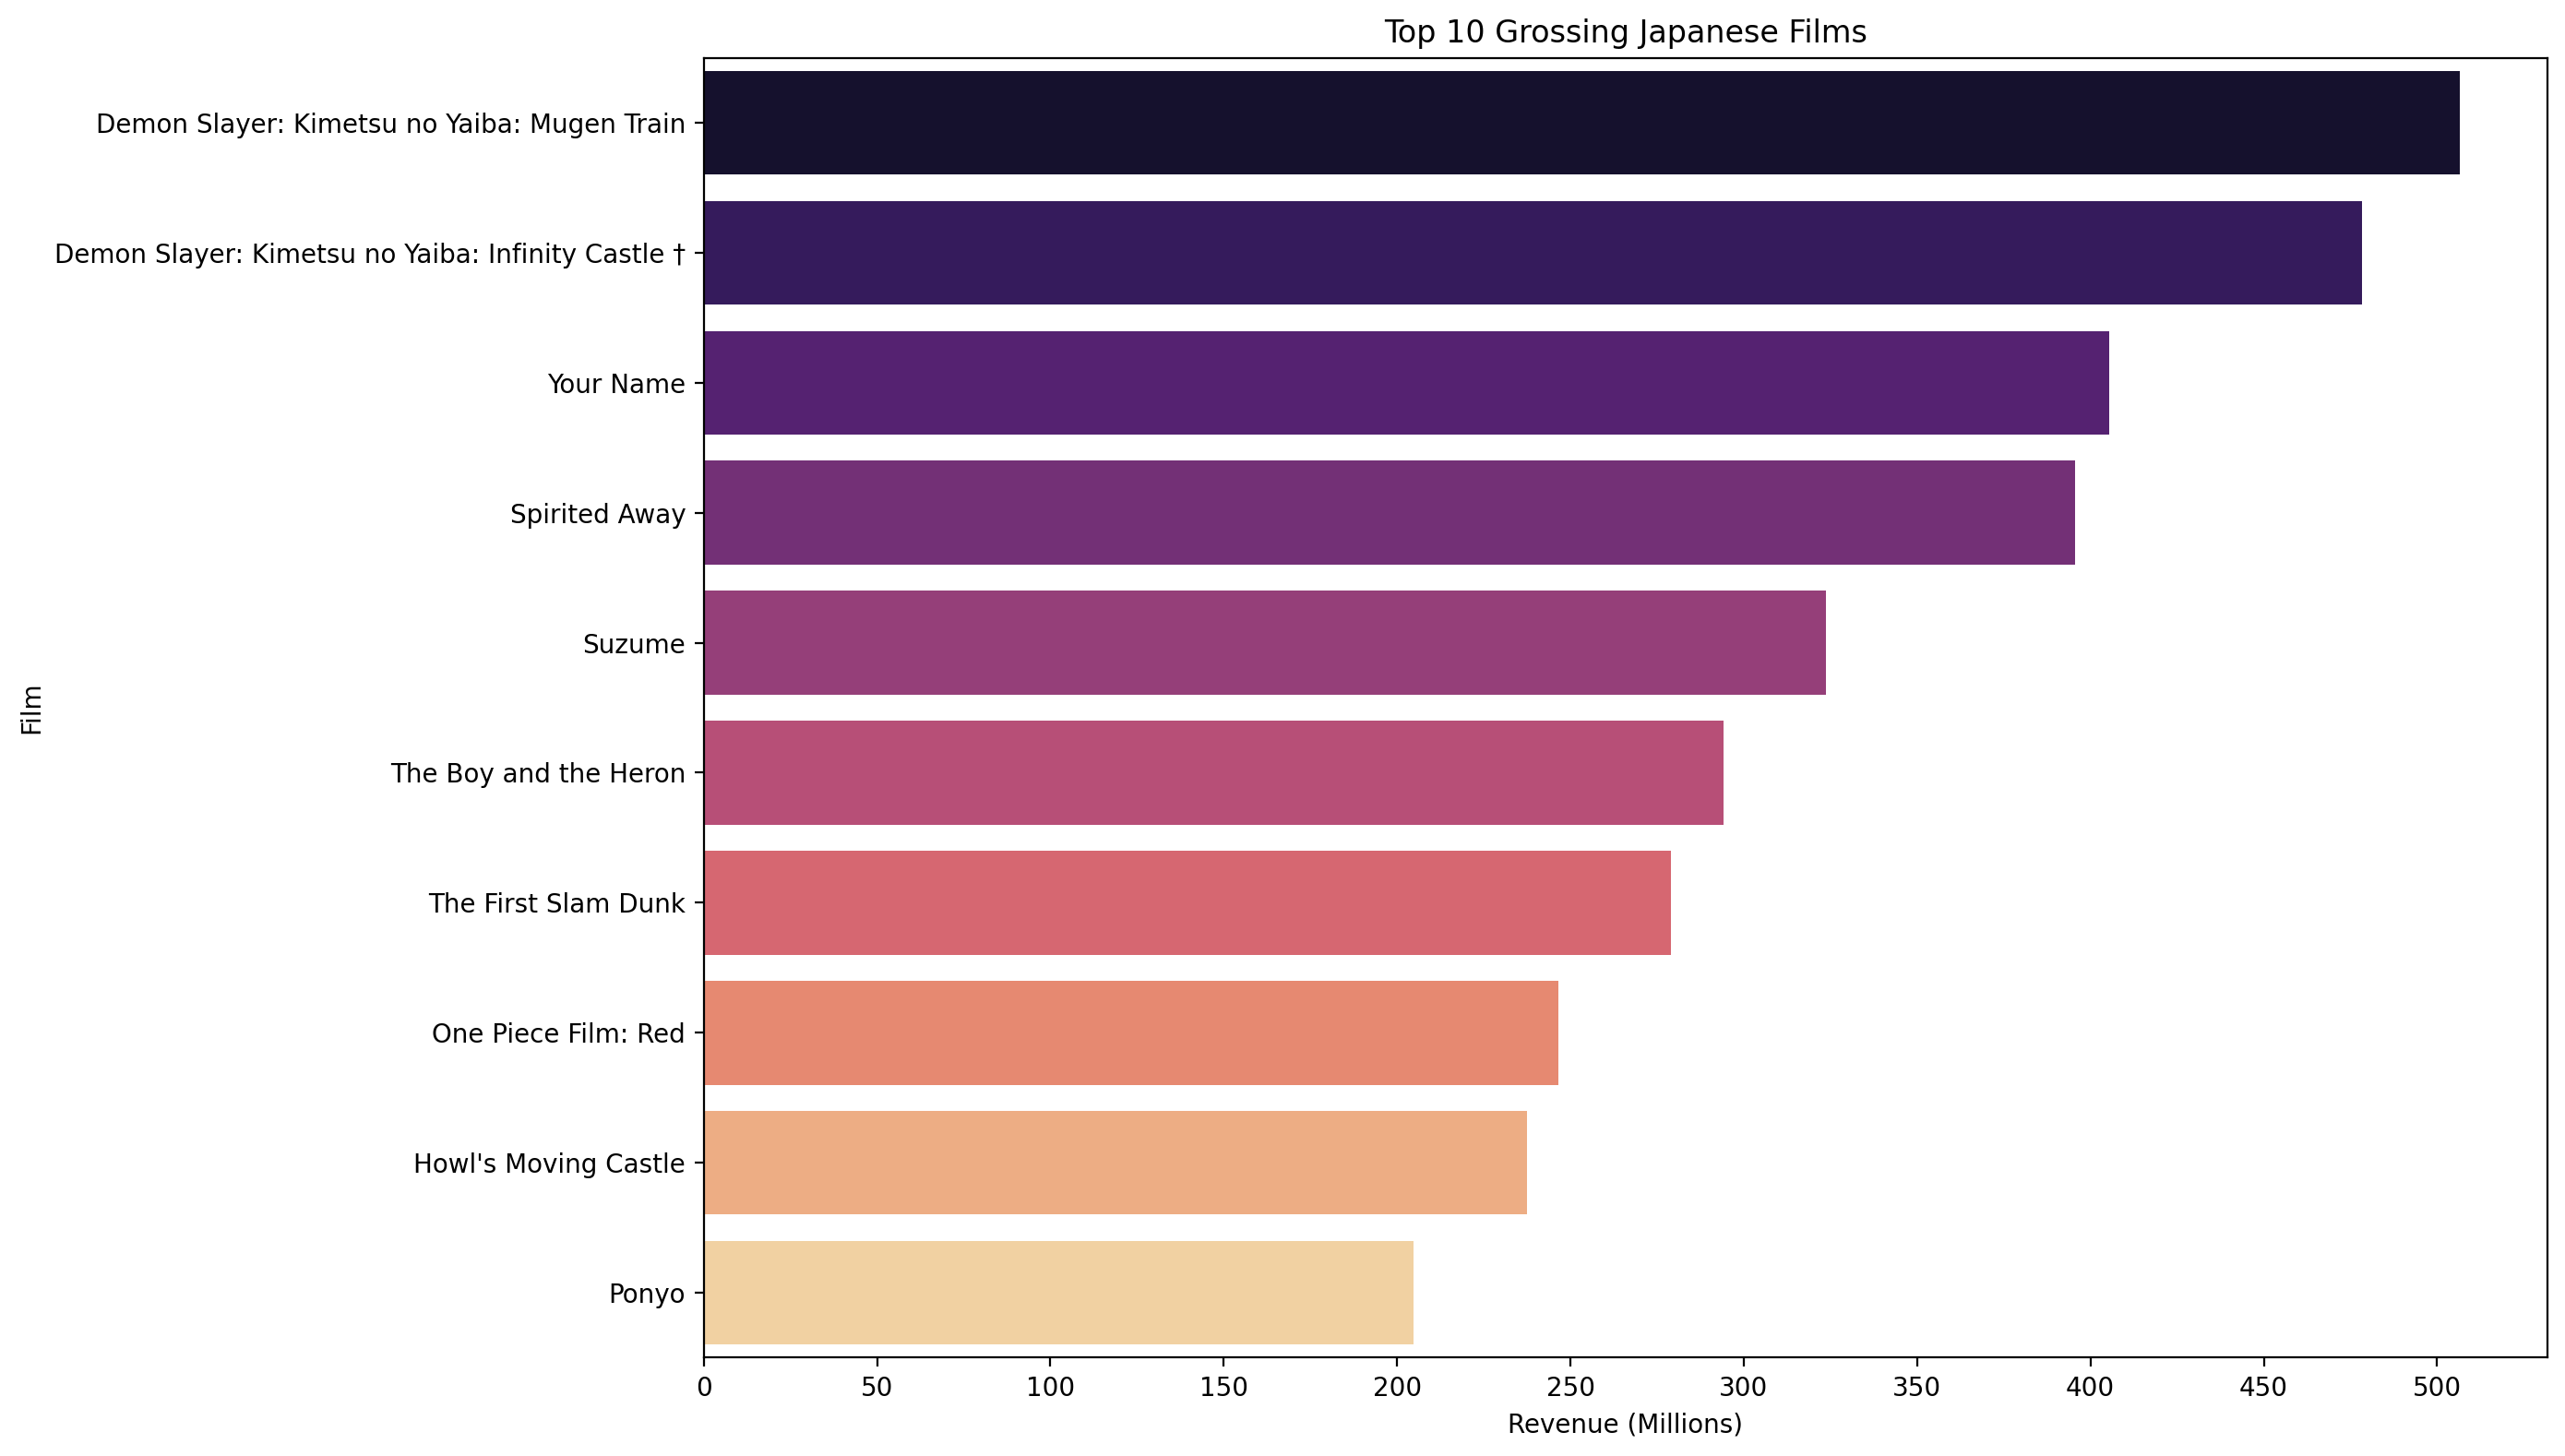 Top 10 Grossing Japanese Films
Film
Demon Slayer: Kimetsu no Yaiba: Mugen Train
Demon Slayer: Kimetsu no Yaiba: Infinity Castle †
Your Name
Spirited Away
Suzume
The Boy and the Heron
The First Slam Dunk
One Piece Film: Red
Howl's Moving Castle
Ponyo
0 50 100 150 200 250 300 350 400 450 500
Revenue (Millions)